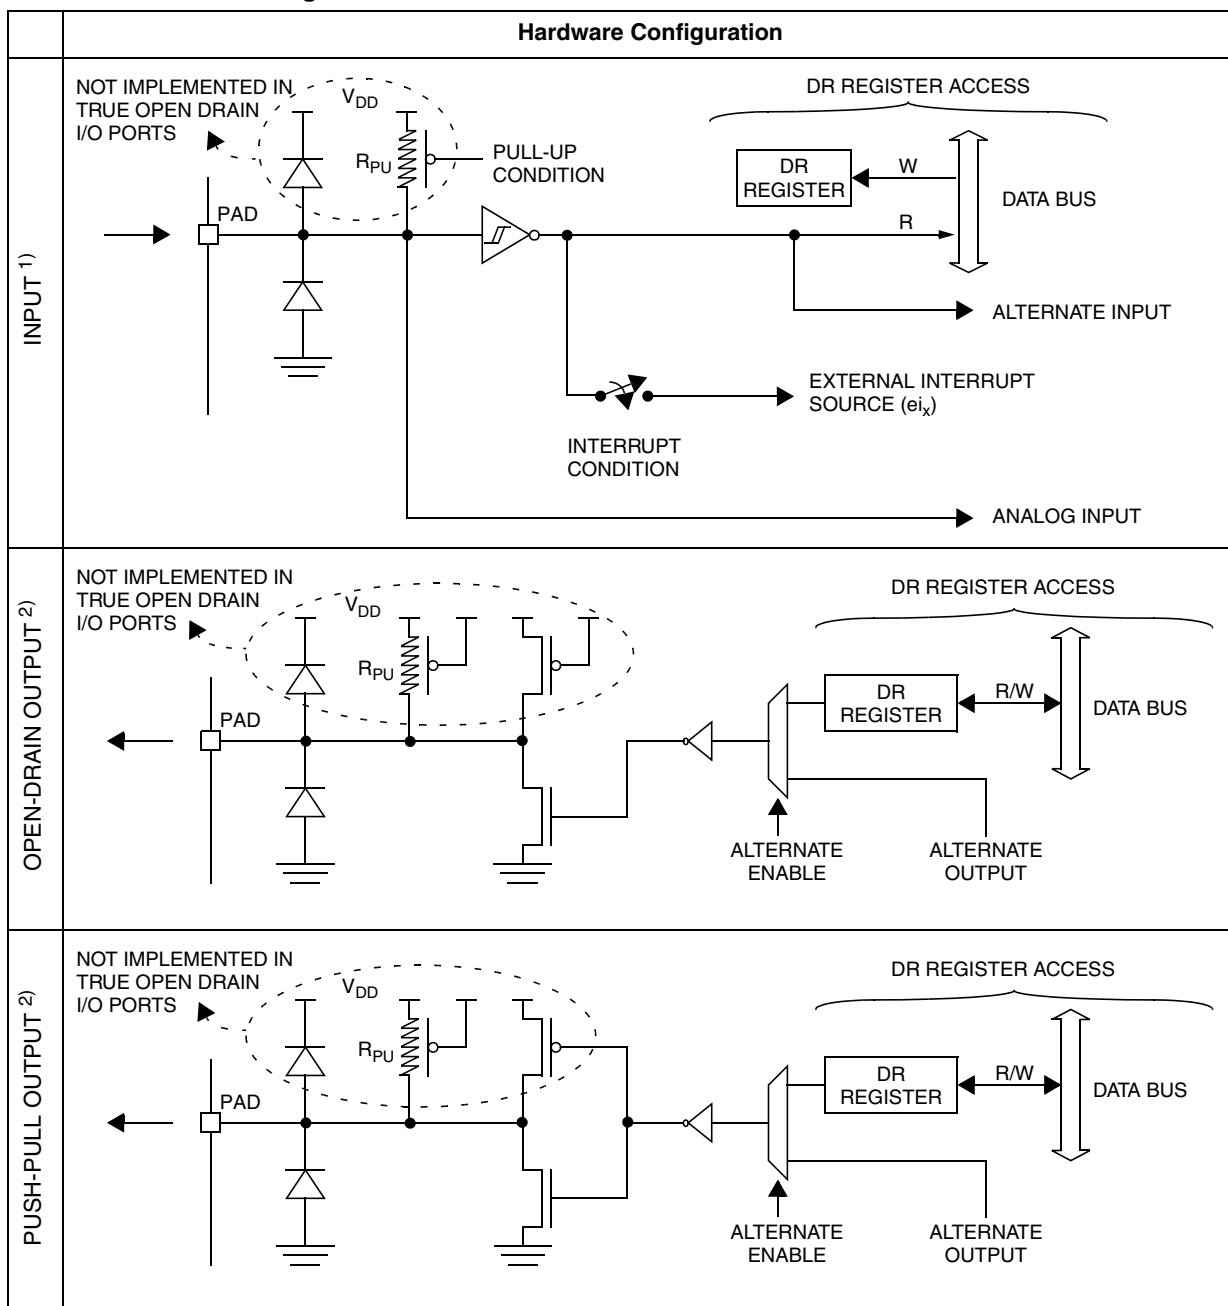 Hardware Configuration
INPUT 1)
NOT IMPLEMENTED IN
TRUE OPEN DRAIN
I/O PORTS
VDD
RPU
PULL-UP
CONDITION
PAD
DR REGISTER ACCESS
DR
REGISTER
W
R
DATA BUS
ALTERNATE INPUT
EXTERNAL INTERRUPT
SOURCE (eix)
INTERRUPT
CONDITION
ANALOG INPUT
OPEN-DRAIN OUTPUT 2)
NOT IMPLEMENTED IN
TRUE OPEN DRAIN
I/O PORTS
VDD
RPU
PAD
DR REGISTER ACCESS
DR
REGISTER
R/W
DATA BUS
ALTERNATE
ENABLE
ALTERNATE
OUTPUT
PUSH-PULL OUTPUT 2)
NOT IMPLEMENTED IN
TRUE OPEN DRAIN
I/O PORTS
VDD
RPU
PAD
DR REGISTER ACCESS
DR
REGISTER
R/W
DATA BUS
ALTERNATE
ENABLE
ALTERNATE
OUTPUT